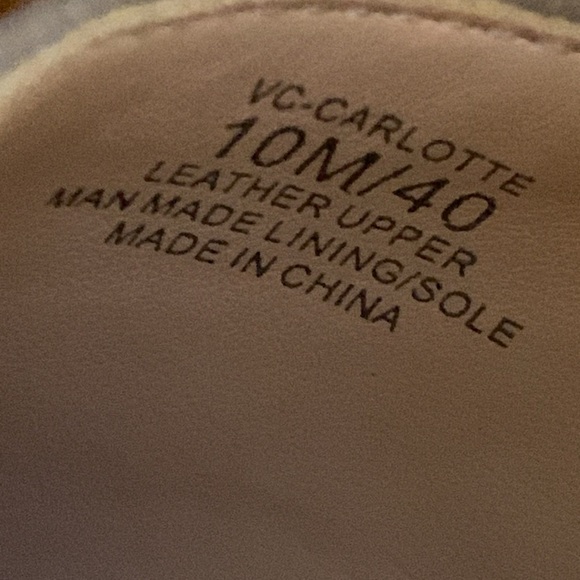 VC-CARLOTTE
10M/40
LEATHER UPPER
MAN MADE LINING/SOLE
MADE IN CHINA